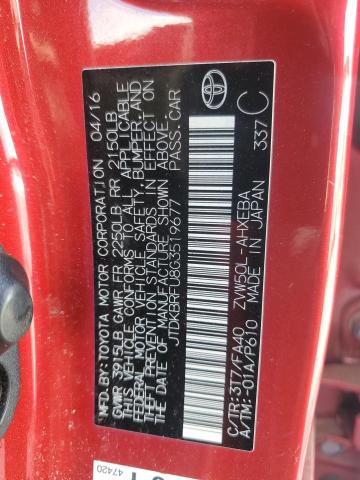 MFD BY: TOYOTA MOTOR CORPORATION 04/16
GVWR 3915LB GAWR FR 2250LB RR 2150LB
THIS VEHICLE CONFORMS TO ALL APPLICABLE
FEDERAL MOTOR VEHICLE SAFETY, BUMPER, AND
THEFT PREVENTION STANDARDS IN EFFECT ON
THE DATE OF MANUFACTURE SHOWN ABOVE.
JTDKBRFU8G3519677 PASS.CAR
C/TR:3T7/FA40 ZVW50L-AHXEBA
A/TM:-01A/P610 MADE IN JAPAN 337 C
47420